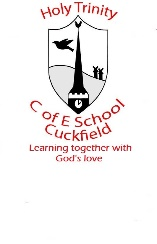 Holy Trinity
C of E School
Cuckfield
Learning together with
God's love